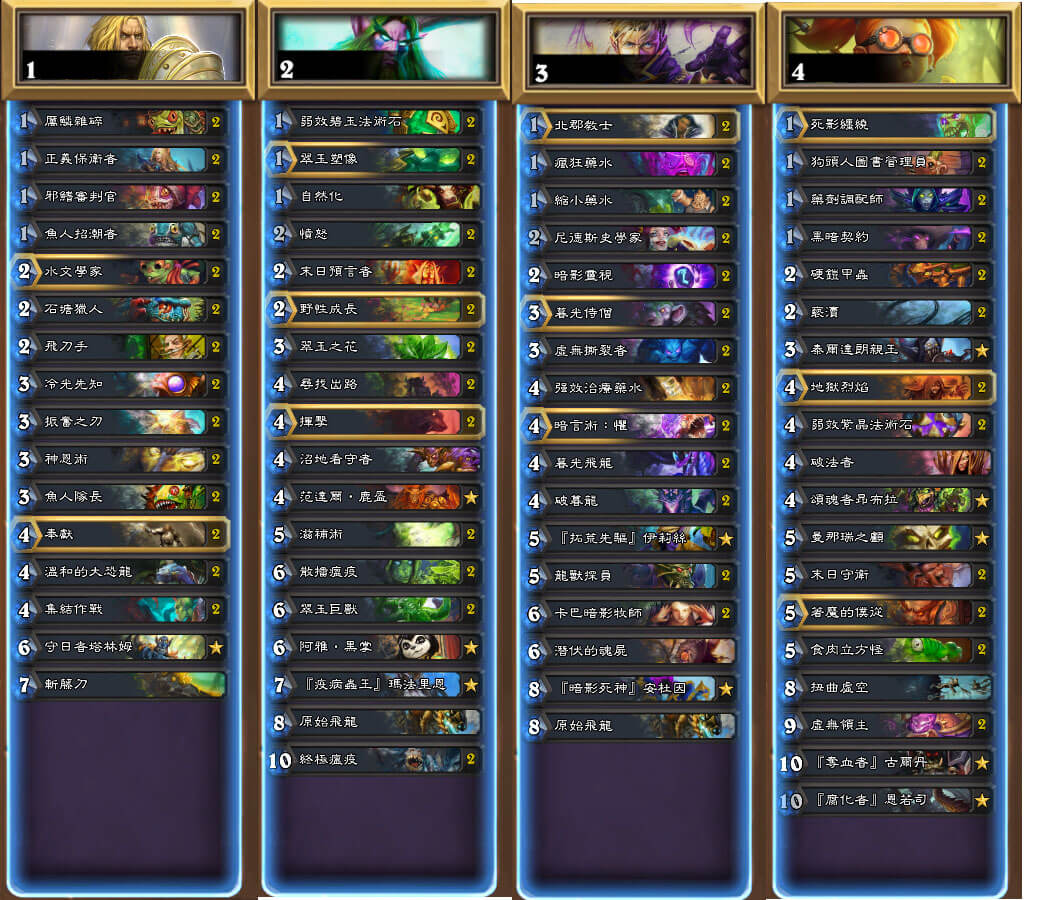 1
1 厲鱗雜碎 2
1 正義保衛者 2
1 邪鰭審判官 2
1 魚人招潮者 2
2 水文學家 2
2 石塘獵人 2
2 飛刀手 2
3 冷光先知 2
3 振奮之刃 2
3 神恩術 2
3 魚人隊長 2
4 奉獻 2
4 溫和的大恐龍 2
4 集結作戰 2
6 守日者塔林姆
7 斬藤刀
2
1 弱效碧玉法術石 2
1 翠玉塑像 2
1 自然化 2
2 憤怒 2
2 末日預言者 2
2 野性成長 2
3 翠玉之花 2
4 尋找出路 2
4 揮擊 2
4 沼地看守者
4 范達爾·鹿盔
5 滋補術 2
6 散播瘟疫 2
6 翠玉巨獸 2
6 阿雅·黑掌
7 『疫病蟲王』瑪法里恩
8 原始飛龍
10 終極瘟疫 2
3
1 北郡教士 2
1 瘋狂藥水 2
1 縮小藥水 2
2 尼德斯史學家 2
2 暗影靈視 2
3 暮光侍僧 2
3 虛無撕裂者 2
4 強效治療藥水 2
4 暗言術：懼 2
4 暮光飛龍 2
4 破暮龍 2
5 『拓荒先驅』伊莉絲
5 龍獸探員 2
6 卡巴暗影牧師 2
6 潛伏的魂屍
8 『暗影死神』安杜因
8 原始飛龍
4
1 死影纏繞 2
1 狗頭人圖書管理員 2
1 藥劑調配師 2
1 黑暗契約 2
2 硬鎧甲蟲 2
2 褻瀆 2
3 泰爾達朗親王
4 地獄烈焰 2
4 弱效紫晶法術石 2
4 破法者
4 頌魂者昂布拉
5 曼那瑞之顱
5 末日守衛 2
5 著魔的僕從 2
5 食肉立方怪 2
8 扭曲虛空
9 虛無領主 2
10 『奪血者』古爾丹
10 『腐化者』恩若司